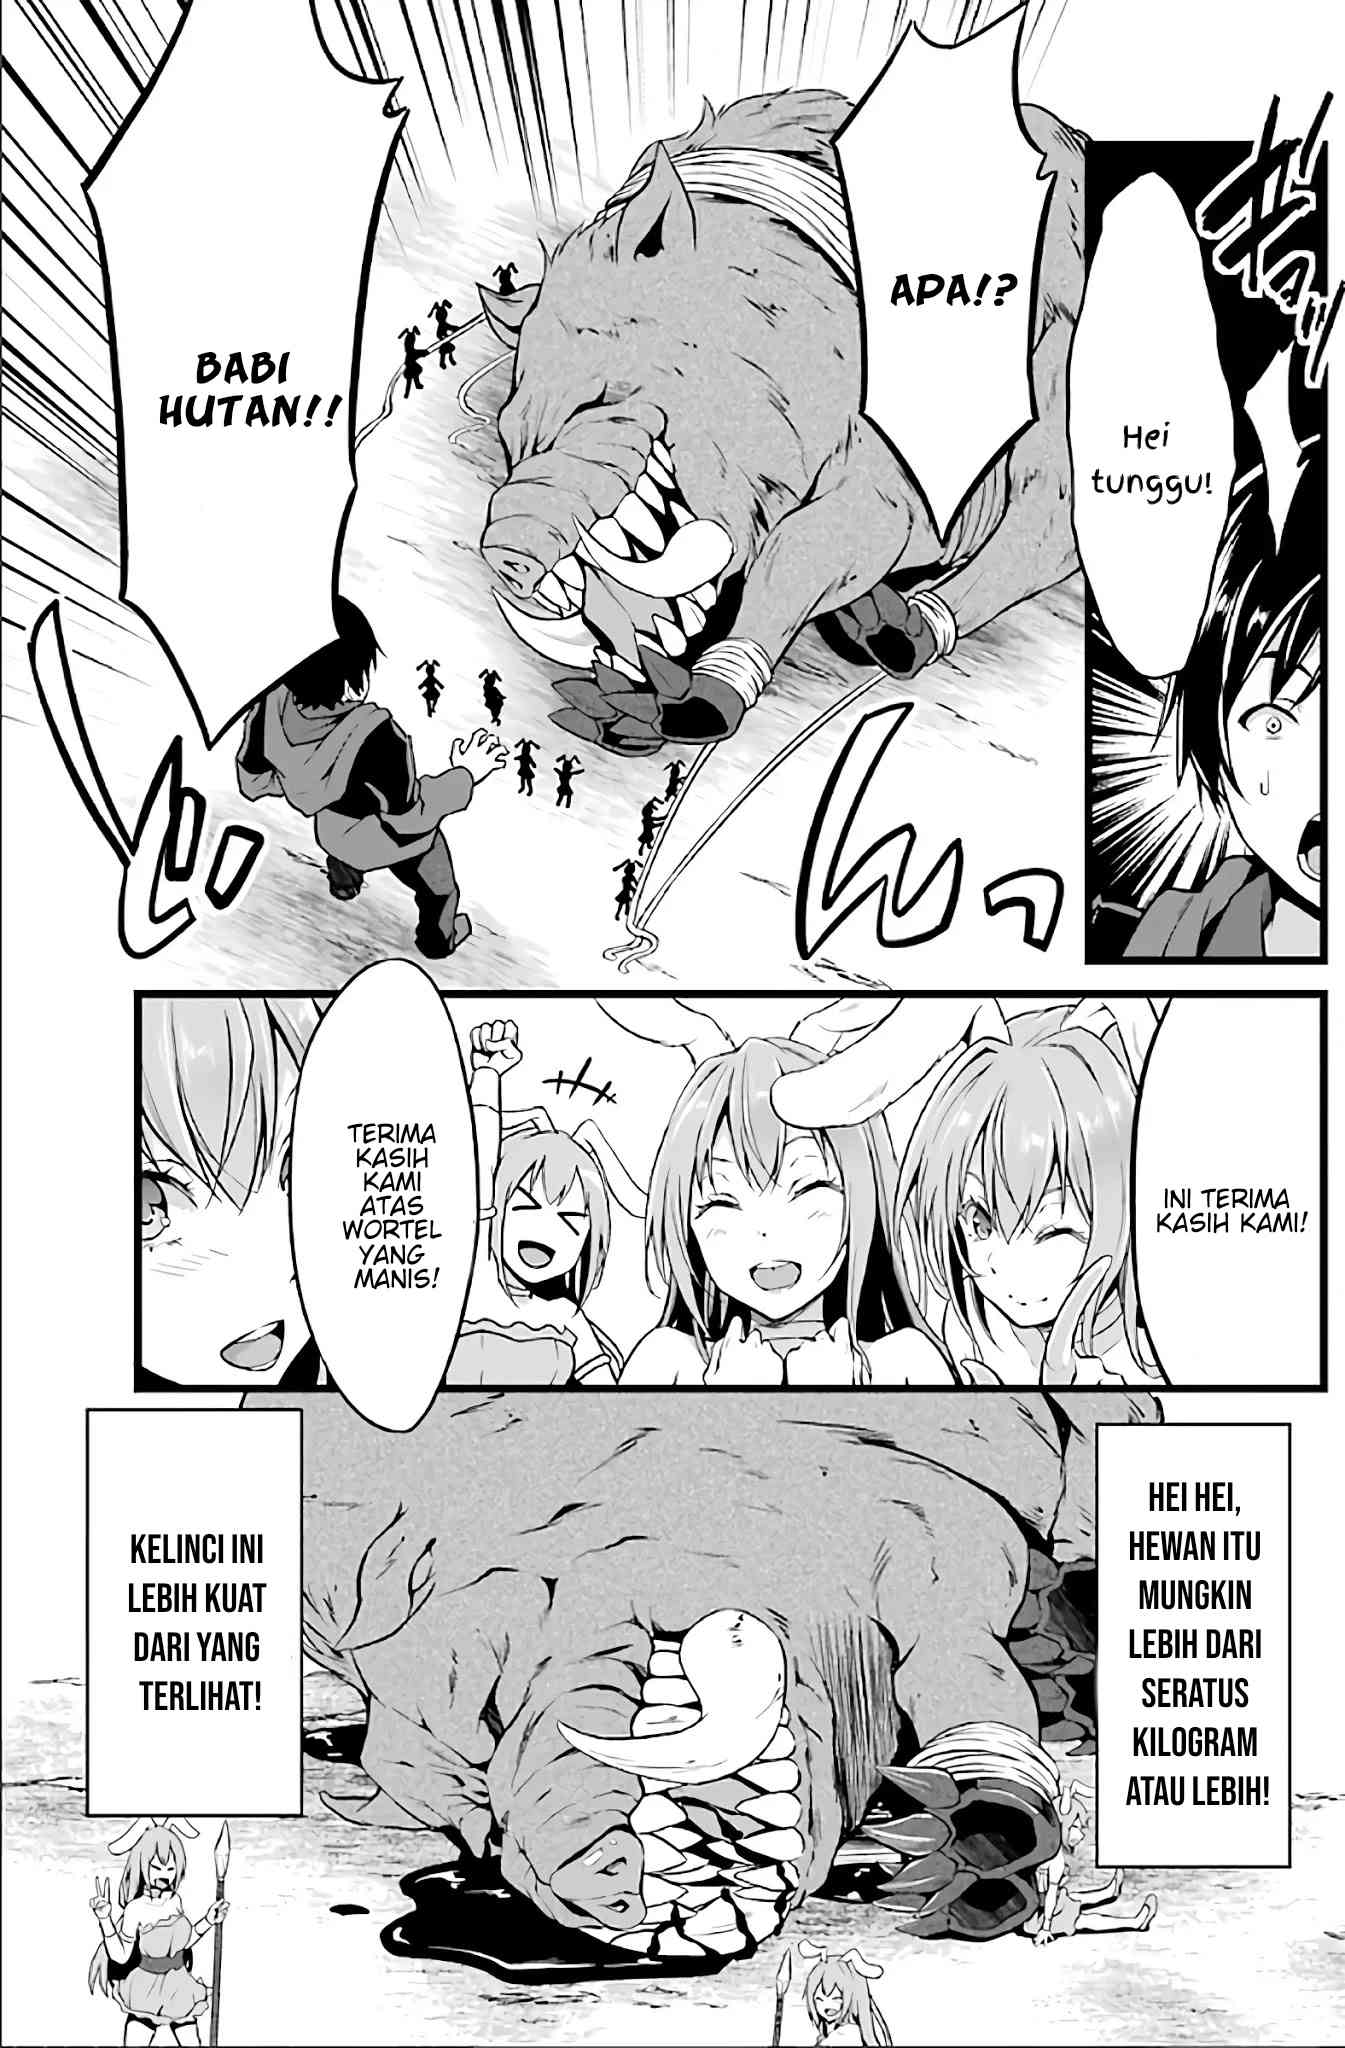 Hei
tunggu!
APA!?
BABI
HUTAN!!
INI TERIMA
KASIH KAMI!
TERIMA
KASIH
KAMI
ATAS
WORTEL
YANG
MANIS!
HEI HEI,
HEWAN ITU
MUNGKIN
LEBIH DARI
SERATUS
KILOGRAM
ATAU LEBIH!
KELINCI INI
LEBIH KUAT
DARI YANG
TERLIHAT!